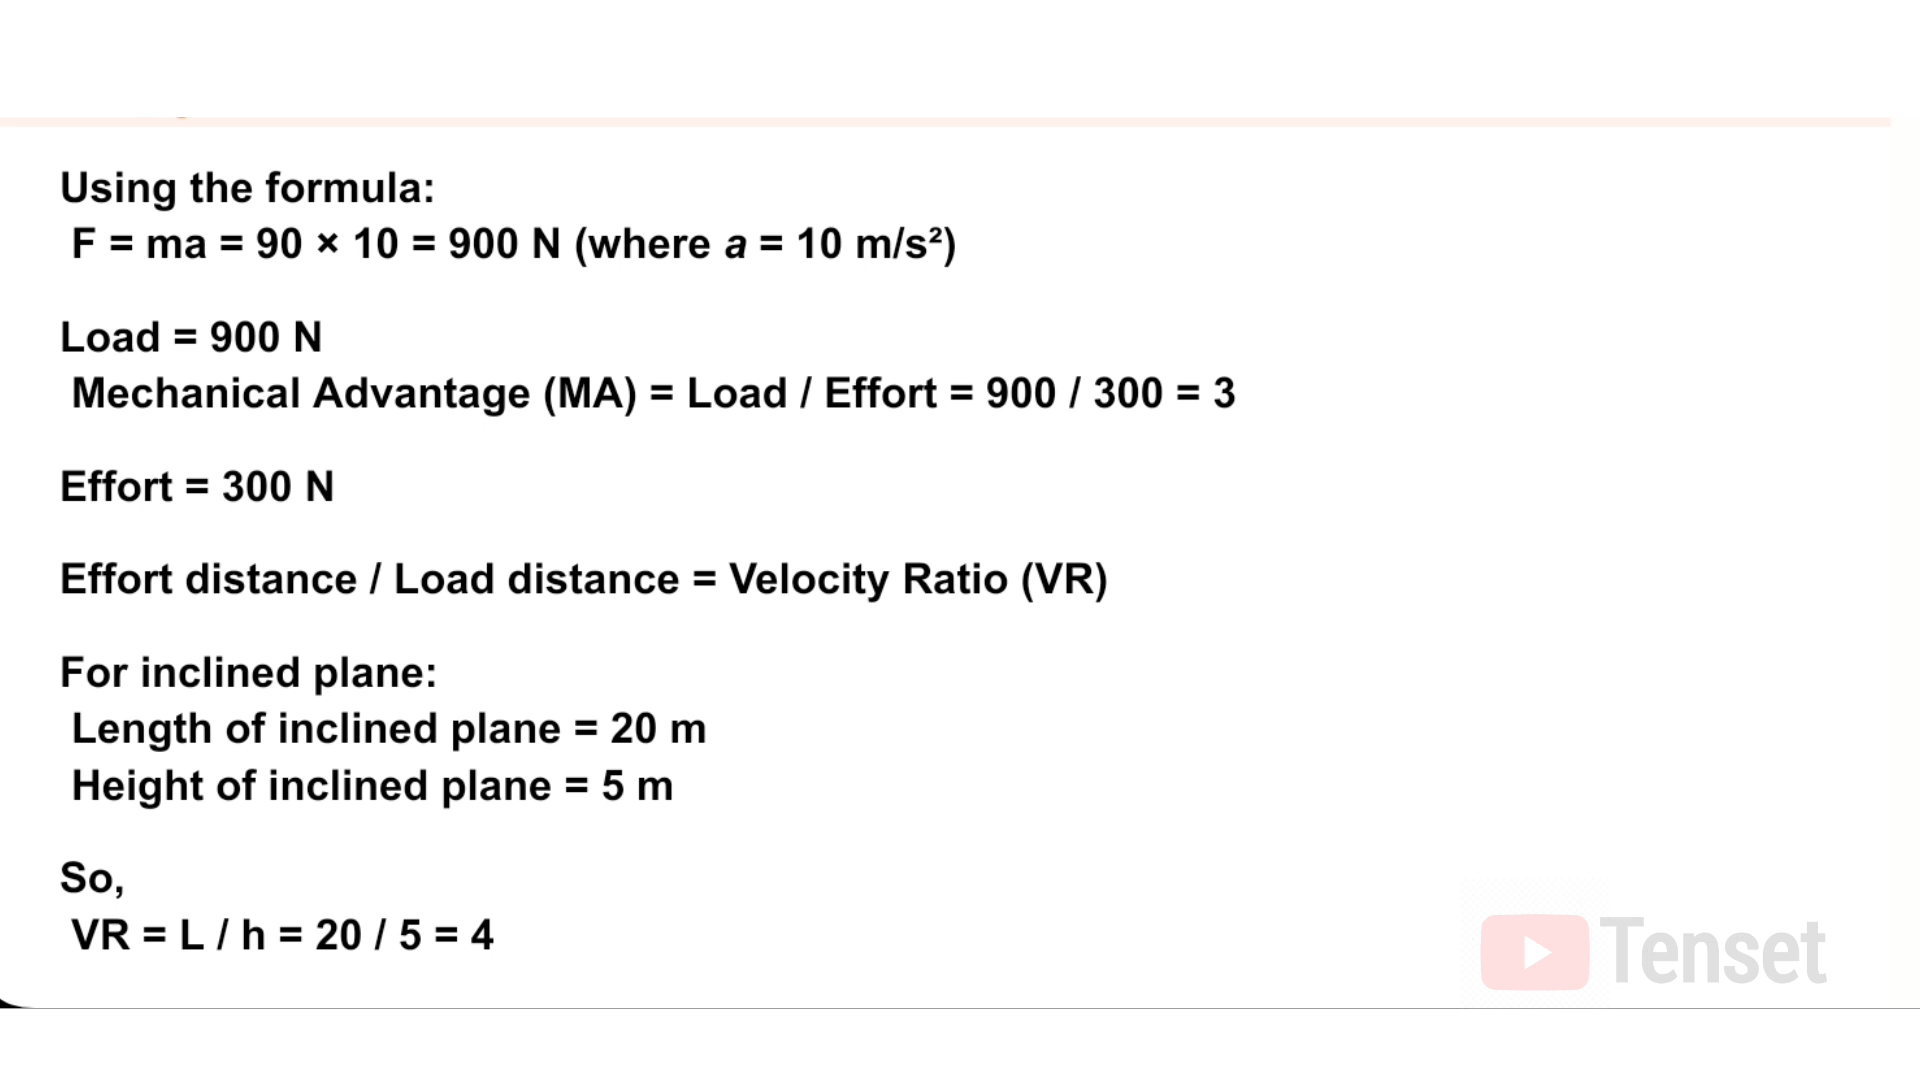 Using the formula:
F = ma = 90 × 10 = 900 N (where a = 10 m/s²)
Load = 900 N
Mechanical Advantage (MA) = Load / Effort = 900 / 300 = 3
Effort = 300 N
Effort distance / Load distance = Velocity Ratio (VR)
For inclined plane:
Length of inclined plane = 20 m
Height of inclined plane = 5 m
So,
VR = L / h = 20 / 5 = 4
Tenset